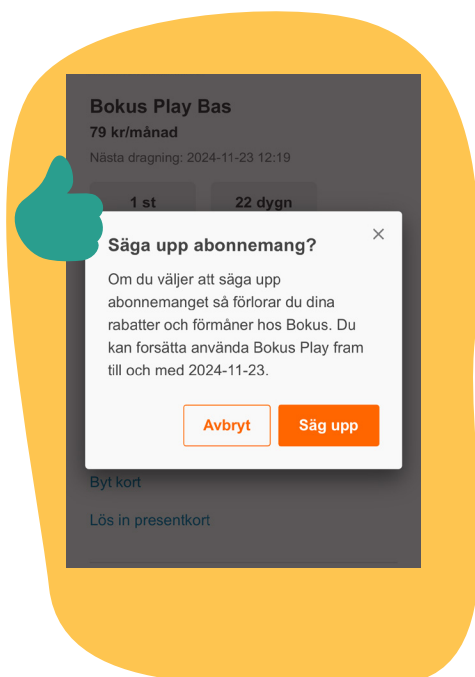 Bokus Play Bas
79 kr/månad
Nästa dragning: 2024-11-23 12:19
1 st
22 dygn
Säga upp abonnemang?
Om du väljer att säga upp
abonnemanget så förlorar du dina
rabatter och förmåner hos Bokus. Du
kan forsätta använda Bokus Play fram
till och med 2024-11-23.
Avbryt
Säg upp
Byt kort
Lös in presentkort